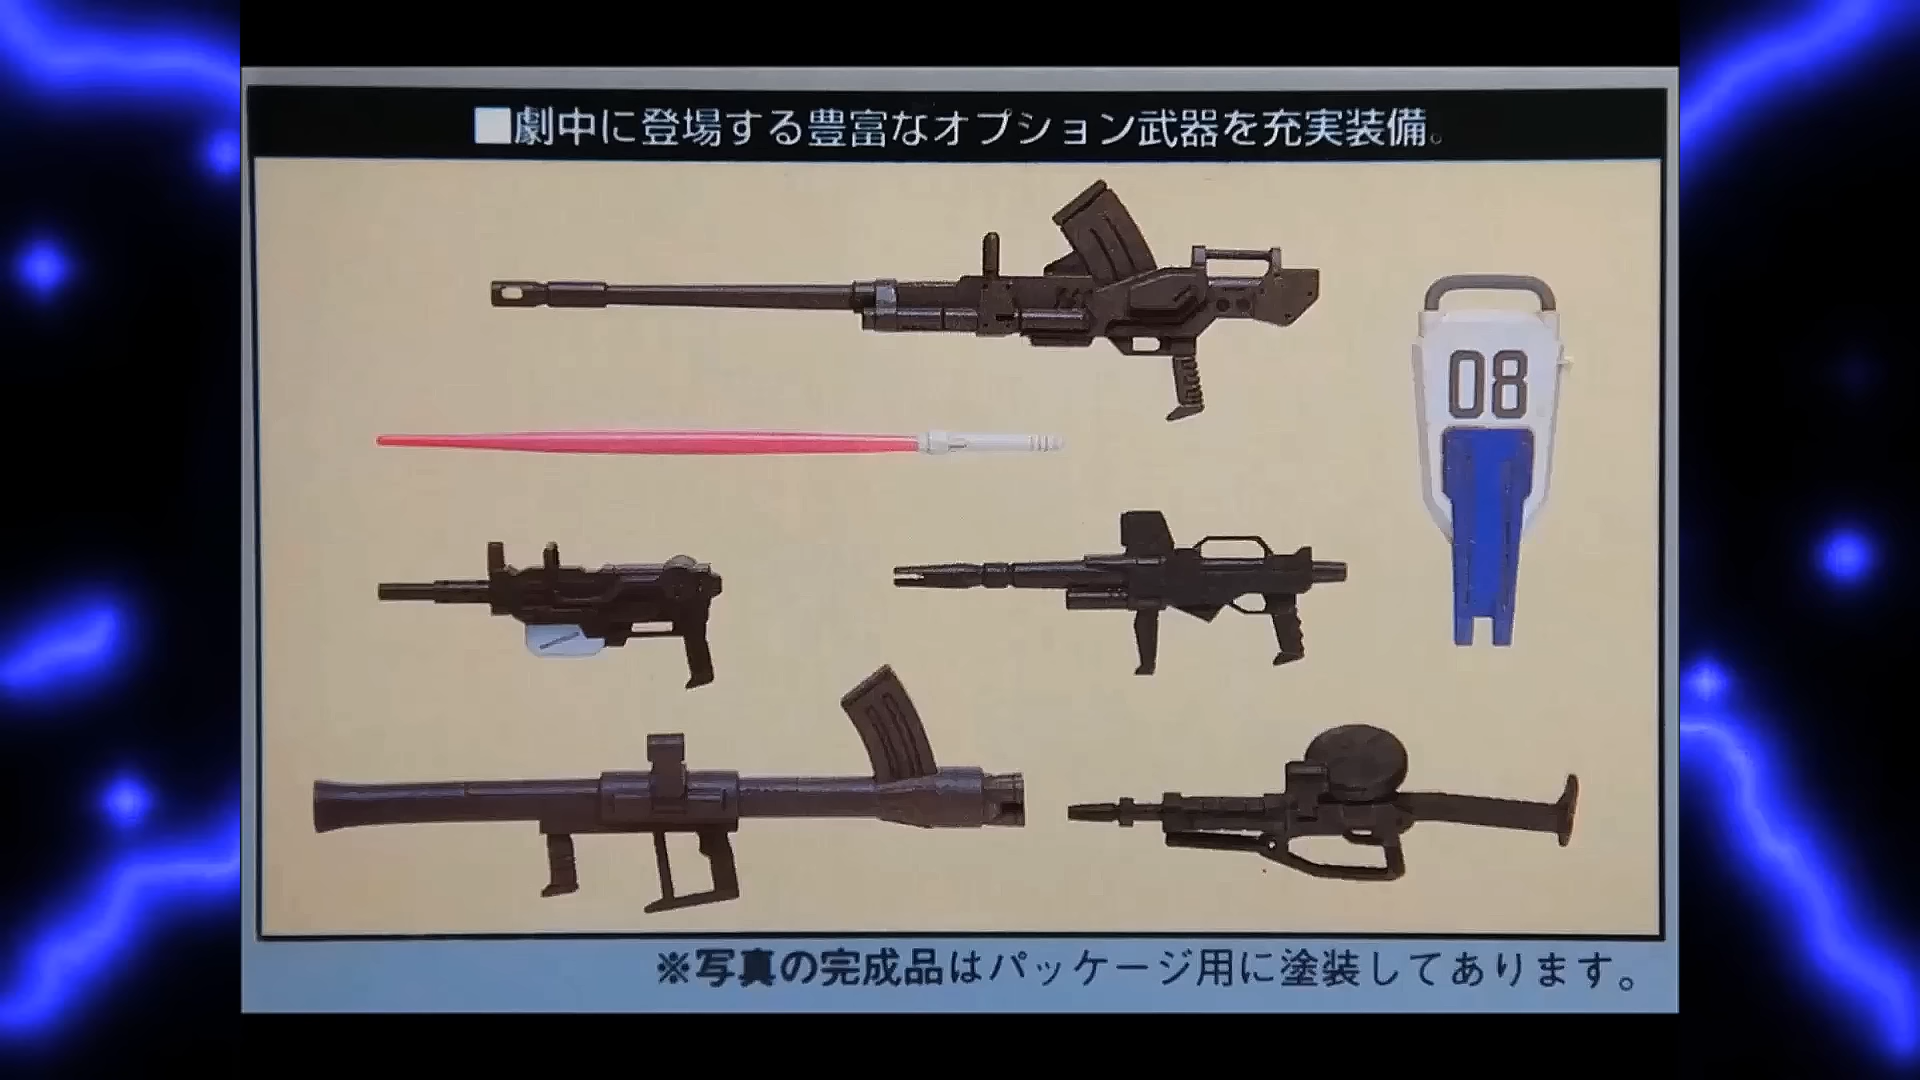 ■劇中に登場する豊富なオプション武器を充実装備。
08
※写真の完成品はパッケージ用に塗装してあります。